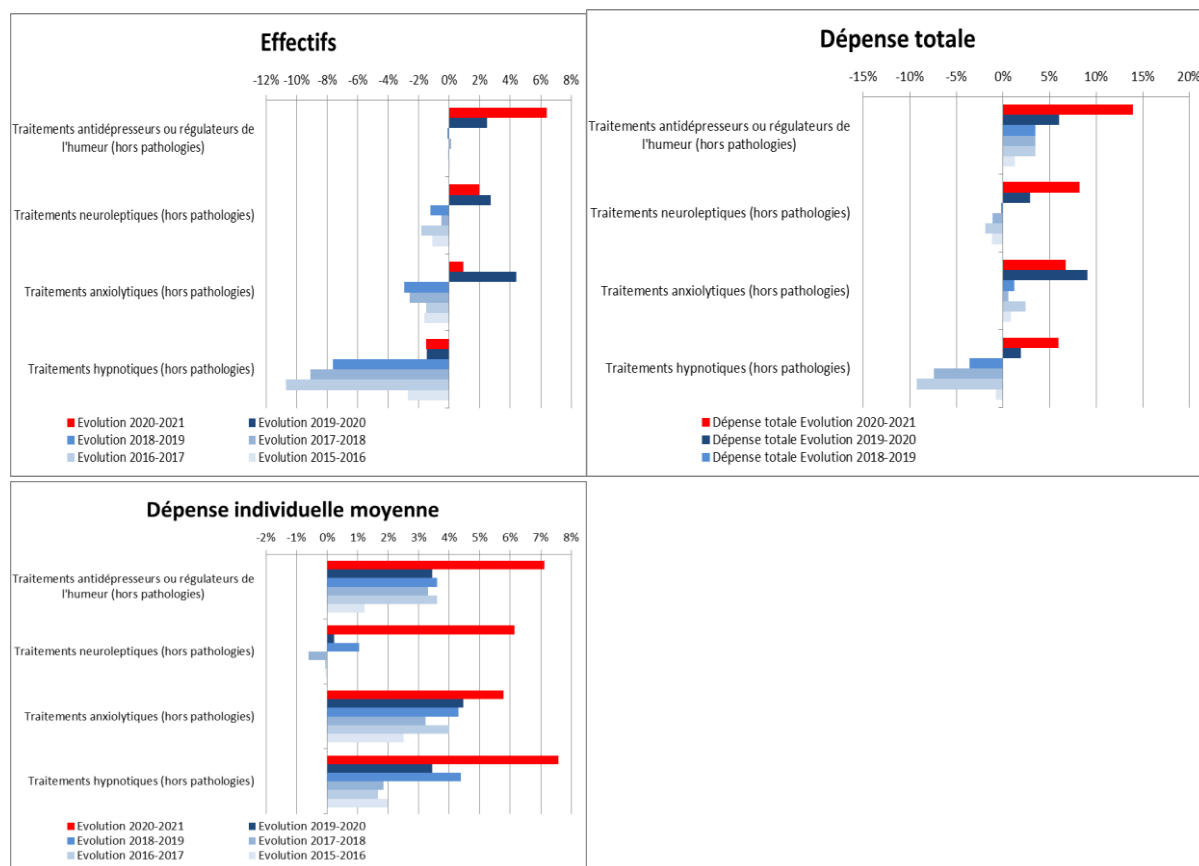 Effectifs
-12% -10% -8% -6% -4% -2% 0% 2% 4% 6% 8%
Traitements antidépresseurs ou régulateurs de
l'humeur (hors pathologies)
Traitements neuroleptiques (hors pathologies)
Traitements anxiolytiques (hors pathologies)
Traitements hypnotiques (hors pathologies)
Evolution 2020-2021 Evolution 2019-2020
Evolution 2018-2019 Evolution 2017-2018
Evolution 2016-2017 Evolution 2015-2016
Dépense totale
-15% -10% -5% 0% 5% 10% 15% 20%
Traitements antidépresseurs ou régulateurs de
l'humeur (hors pathologies)
Traitements neuroleptiques (hors pathologies)
Traitements anxiolytiques (hors pathologies)
Traitements hypnotiques (hors pathologies)
Dépense totale Evolution 2020-2021
Dépense totale Evolution 2019-2020
Dépense totale Evolution 2018-2019
Dépense individuelle moyenne
-2% -1% 0% 1% 2% 3% 4% 5% 6% 7% 8%
Traitements antidépresseurs ou régulateurs de
l'humeur (hors pathologies)
Traitements neuroleptiques (hors pathologies)
Traitements anxiolytiques (hors pathologies)
Traitements hypnotiques (hors pathologies)
Evolution 2020-2021 Evolution 2019-2020
Evolution 2018-2019 Evolution 2017-2018
Evolution 2016-2017 Evolution 2015-2016